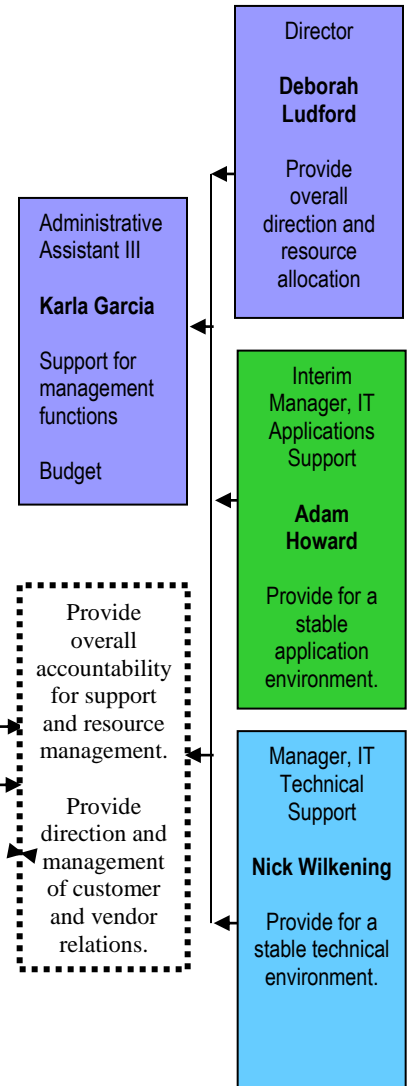 Director
Deborah
Ludford
Provide
overall
direction and
resource
allocation
Administrative
Assistant III
Karla Garcia
Support for
management
functions
Budget
Interim
Manager, IT
Applications
Support
Adam
Howard
Provide for a
stable
application
environment.
Provide
overall
accountability
for support
and resource
management.
Provide
direction and
management
of customer
and vendor
relations.
Manager, IT
Technical
Support
Nick Wilkening
Provide for a
stable technical
environment.